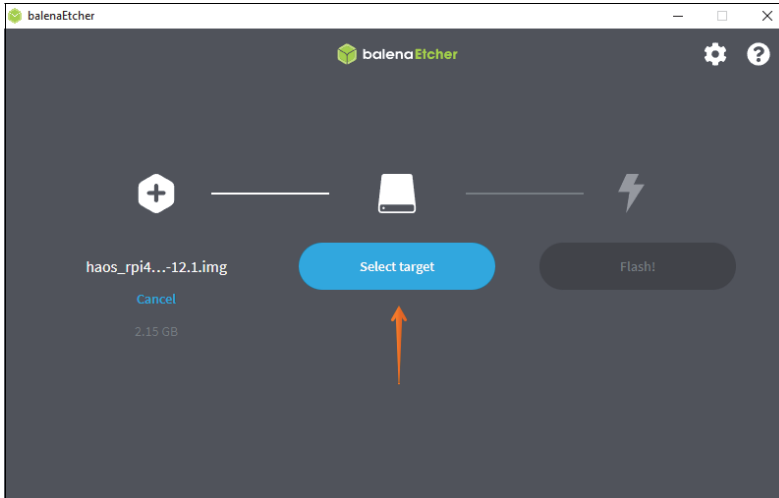 balenaEtcher
balenaEtcher
haos_rpi4...-12.1.img
Select target
Flash!
Cancel
2.15 GB